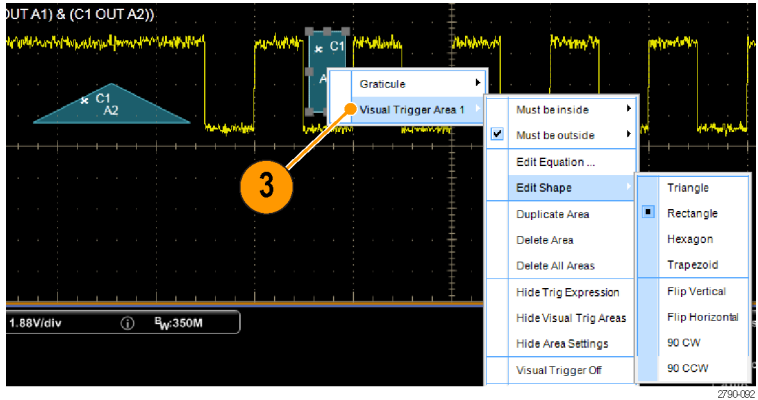 OUT A1) & (C1 OUT A2))
C1
A
C1
A2
Graticule
Visual Trigger Area 1
3
Must be inside
Must be outside
Edit Equation ...
Edit Shape
Duplicate Area
Delete Area
Delete All Areas
Hide Trig Expression
Hide Visual Trig Areas
Hide Area Settings
Visual Trigger Off
Triangle
Rectangle
Hexagon
Trapezoid
Flip Vertical
Flip Horizontal
90 CW
90 CCW
1.88V/div
BW:350M
2790-092